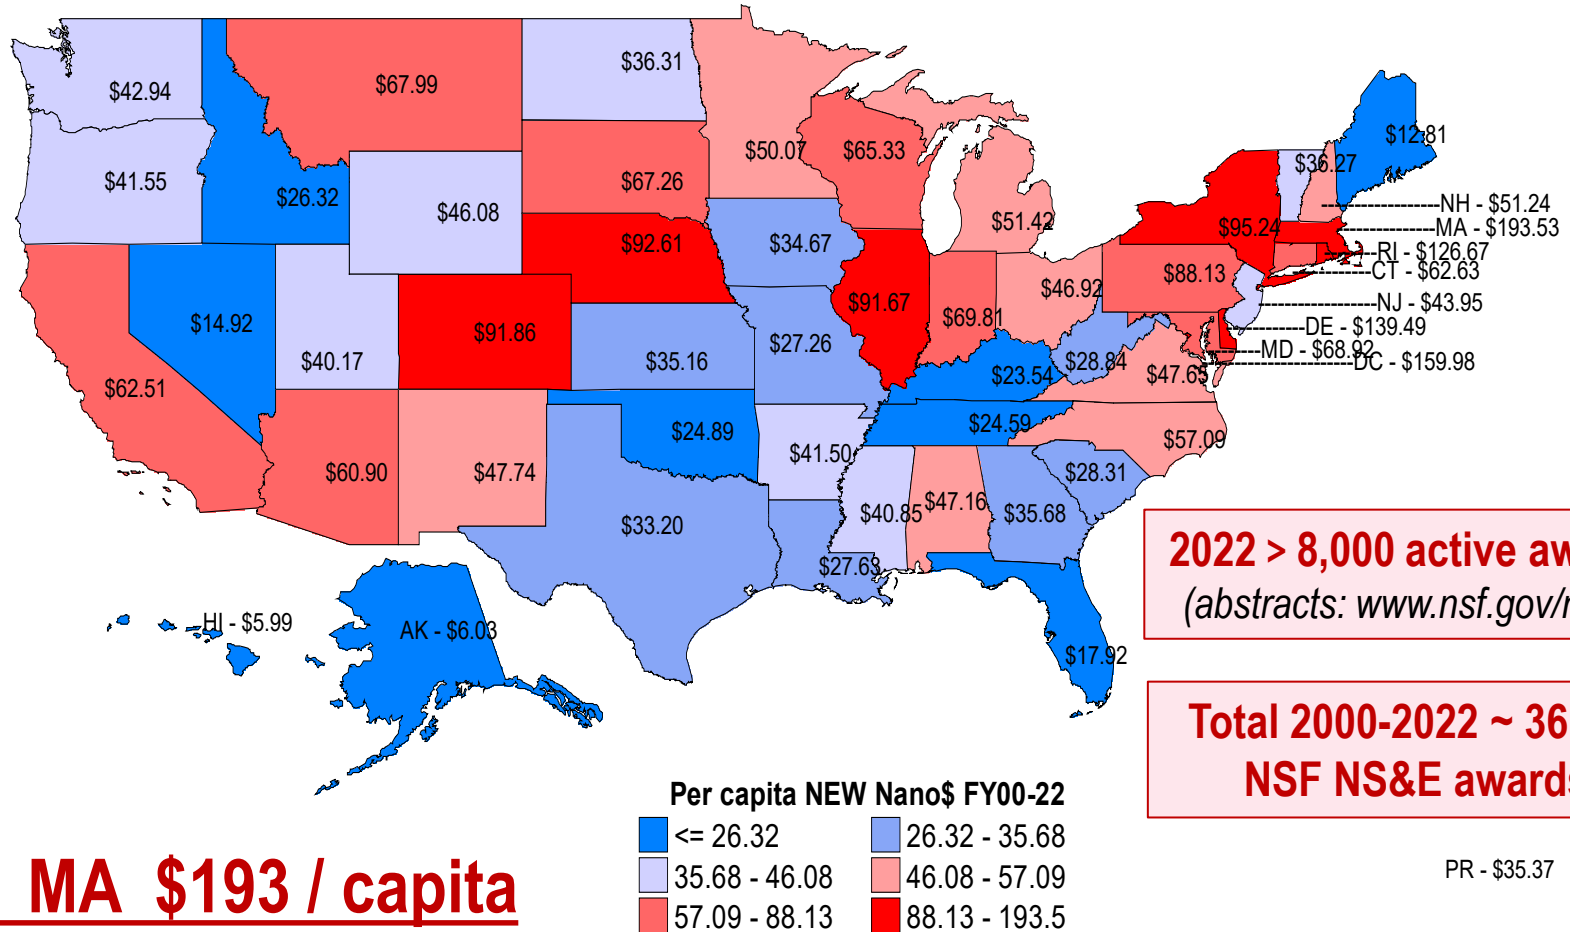 $36.31
$42.94
$67.99
$12.81
$50.07
$65.33
$36.27
$41.55
$26.32
$67.26
$46.08
$51.42
NH - $51.24
$95.24
MA - $193.53
$92.61
$34.67
RI - $126.67
$88.13
CT - $62.63
$46.92
$91.67
NJ - $43.95
$14.92
$91.86
$69.81
DE - $139.49
$27.26
MD - $68.92
$40.17
$35.16
$28.84
DC - $159.98
$23.54
$47.65
$62.51
$24.89
$24.59
$57.09
$41.50
$60.90
$47.74
$28.31
$33.20
$40.85
$47.16
$35.68
$27.63
HI - $5.99
AK - $6.03
$17.92
2022 > 8,000 active aw
(abstracts: www.nsf.gov/
Total 2000-2022 ~ 36
NSF NS&E awards
Per capita NEW Nano$ FY00-22
<= 26.32
26.32 - 35.68
35.68 - 46.08
46.08 - 57.09
57.09 - 88.13
88.13 - 193.5
PR - $35.37
MA $193 / capita